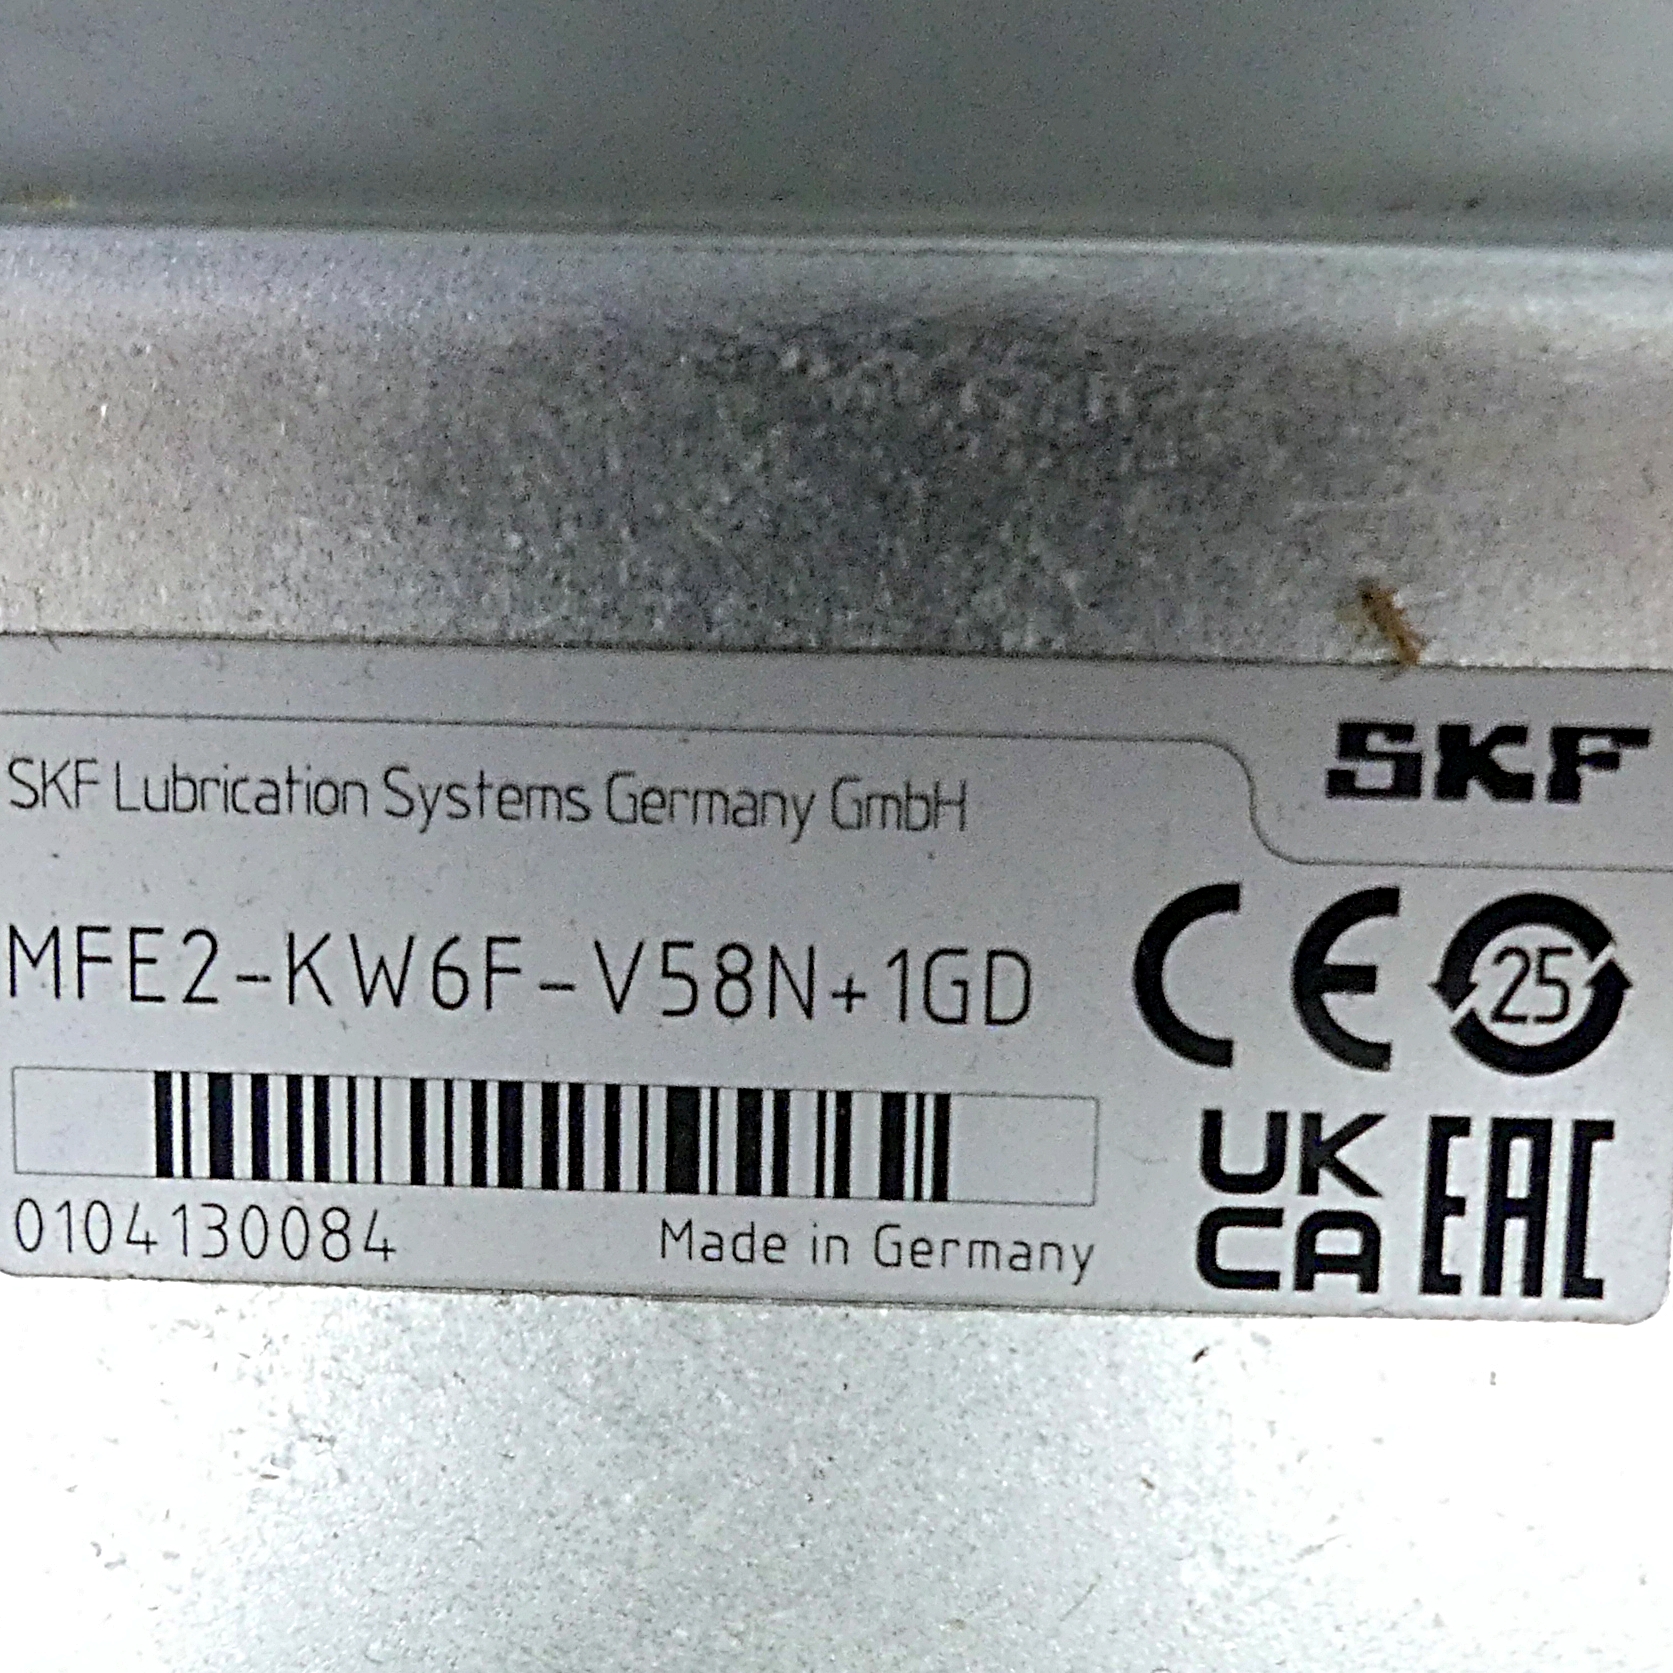 SKF
SKF Lubrication Systems Germany GmbH
MFE2-KW6F-V58N+1GD
CE
25
0104130084
Made in Germany
UK
CA
EAC